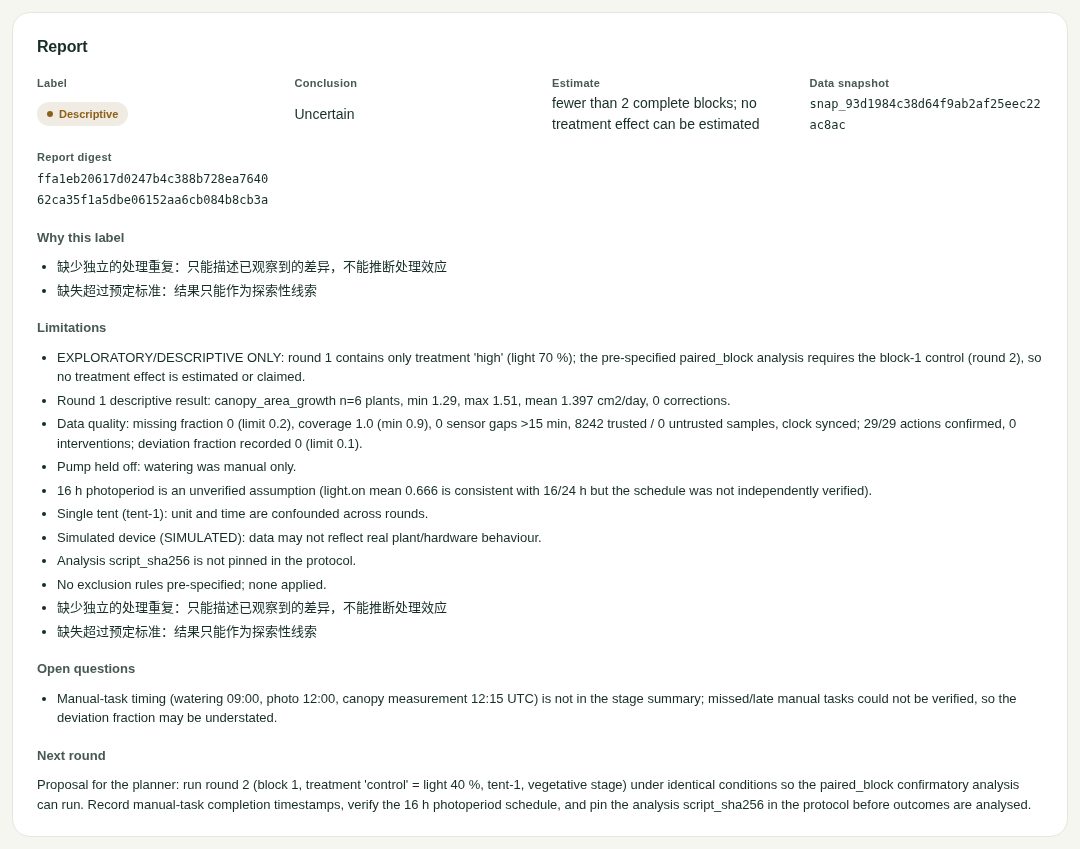 Report
Label
Conclusion
Estimate
Data snapshot
Descriptive
Uncertain
fewer than 2 complete blocks; no
treatment effect can be estimated
snap_93d1984c38d64f9ab2af25eec22
ac8ac
Report digest
ffa1eb20617d0247b4c388b728ea7640
62ca35f1a5dbe06152aa6cb084b8cb3a
Why this label
缺少独立的处理重复：只能描述已观察到的差异，不能推断处理效应
缺失超过预定标准：结果只能作为探索性线索
Limitations
EXPLORATORY/DESCRIPTIVE ONLY: round 1 contains only treatment 'high' (light 70 %); the pre-specified paired_block analysis requires the block-1 control (round 2), so
no treatment effect is estimated or claimed.
Round 1 descriptive result: canopy_area_growth n=6 plants, min 1.29, max 1.51, mean 1.397 cm2/day, 0 corrections.
Data quality: missing fraction 0 (limit 0.2), coverage 1.0 (min 0.9), 0 sensor gaps >15 min, 8242 trusted / 0 untrusted samples, clock synced; 29/29 actions confirmed, 0
interventions; deviation fraction recorded 0 (limit 0.1).
Pump held off: watering was manual only.
16 h photoperiod is an unverified assumption (light.on mean 0.666 is consistent with 16/24 h but the schedule was not independently verified).
Single tent (tent-1): unit and time are confounded across rounds.
Simulated device (SIMULATED): data may not reflect real plant/hardware behaviour.
Analysis script_sha256 is not pinned in the protocol.
No exclusion rules pre-specified; none applied.
缺少独立的处理重复：只能描述已观察到的差异，不能推断处理效应
缺失超过预定标准：结果只能作为探索性线索
Open questions
Manual-task timing (watering 09:00, photo 12:00, canopy measurement 12:15 UTC) is not in the stage summary; missed/late manual tasks could not be verified, so the
deviation fraction may be understated.
Next round
Proposal for the planner: run round 2 (block 1, treatment 'control' = light 40 %, tent-1, vegetative stage) under identical conditions so the paired_block confirmatory analysis
can run. Record manual-task completion timestamps, verify the 16 h photoperiod schedule, and pin the analysis script_sha256 in the protocol before outcomes are analysed.